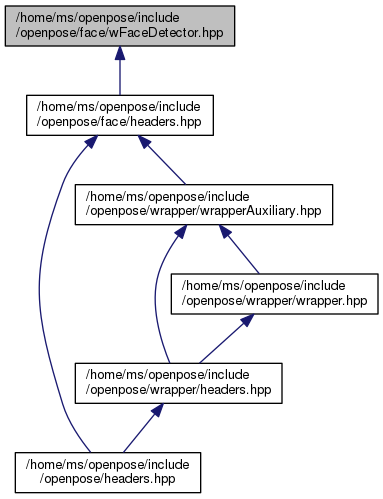 /home/ms/openpose/include
/openpose/face/wFaceDetector.hpp
/home/ms/openpose/include
/openpose/face/headers.hpp
/home/ms/openpose/include
/openpose/wrapper/wrapperAuxiliary.hpp
/home/ms/openpose/include
/openpose/wrapper/wrapper.hpp
/home/ms/openpose/include
/openpose/wrapper/headers.hpp
/home/ms/openpose/include
/openpose/headers.hpp